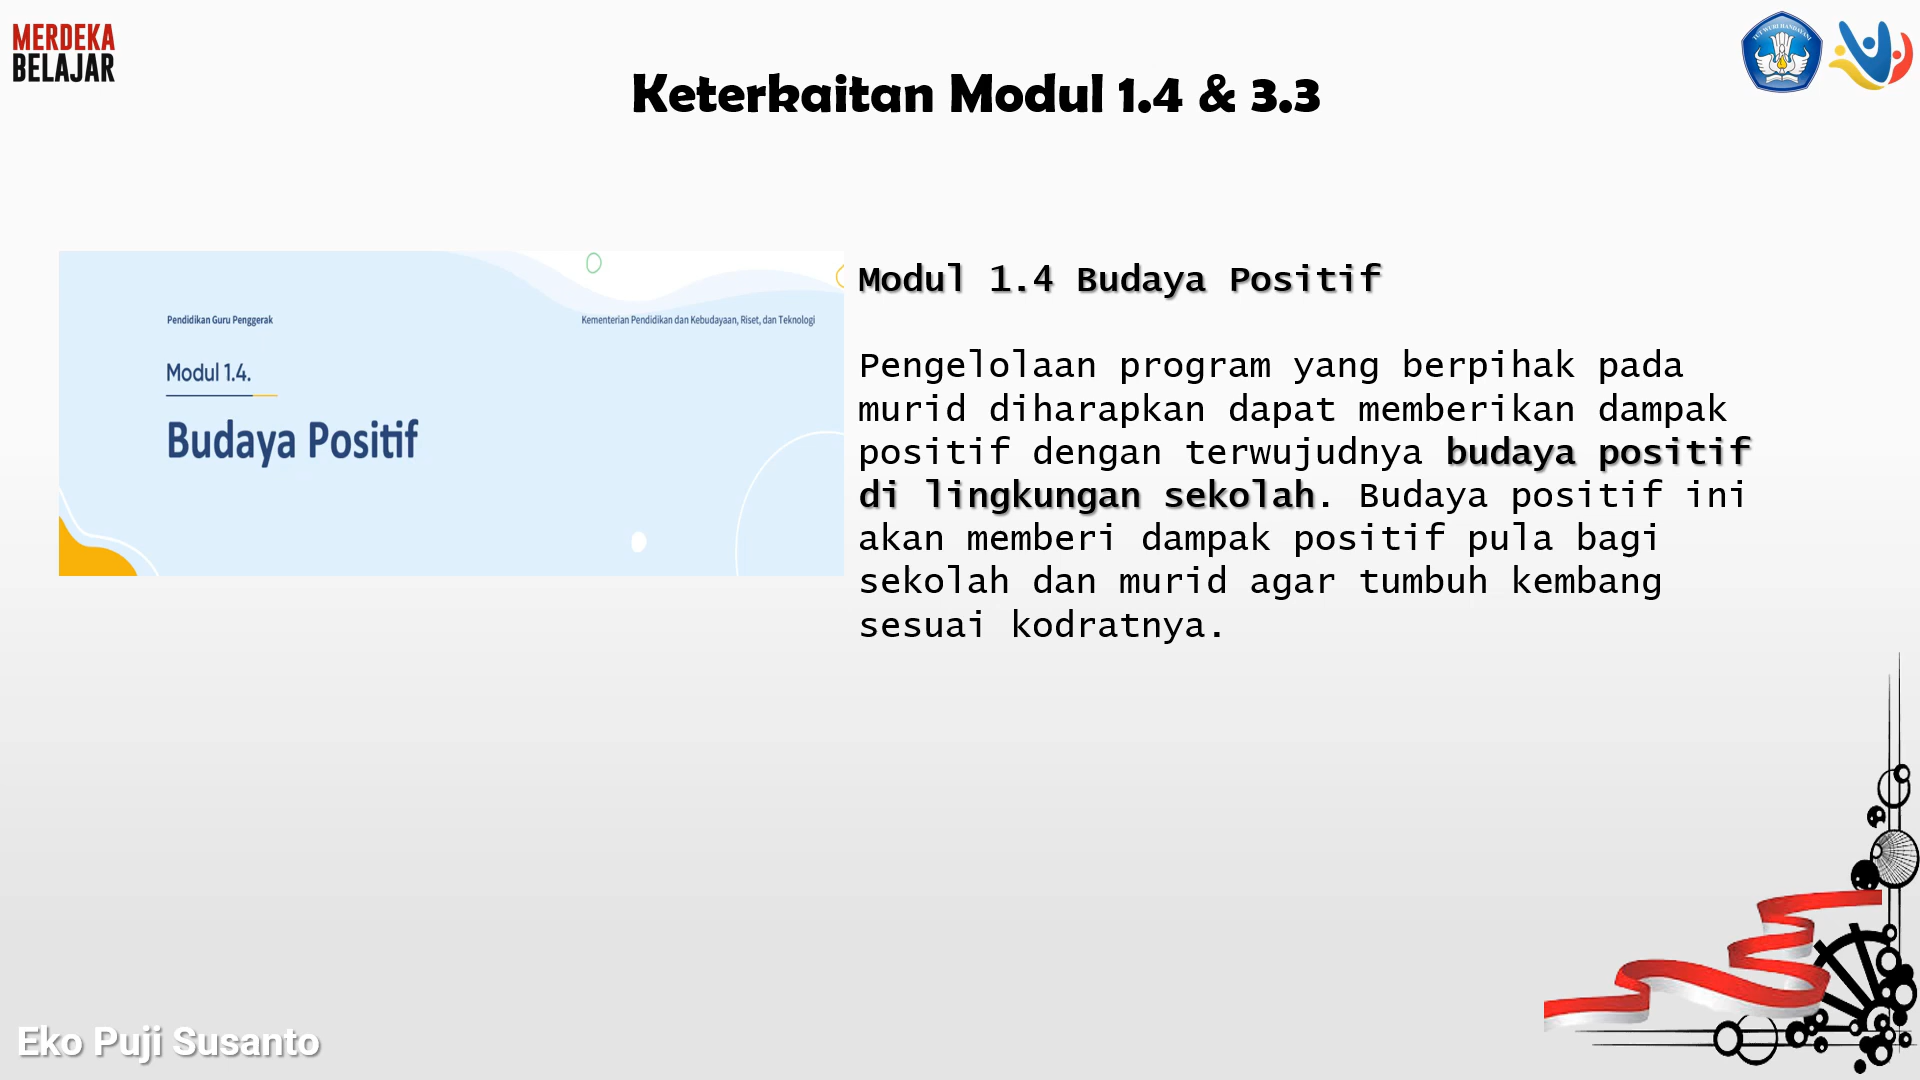 MERDEKA
BELAJAR
TUT WURI HANDAYANI
Keterkaitan Modul 1.4 & 3.3
Pendidikan Guru Penggerak
Kementerian Pendidikan dan Kebudayaan, Riset, dan Teknologi
Modul 1.4.
Budaya Positif
Modul 1.4 Budaya Positif
Pengelolaan program yang berpihak pada
murid diharapkan dapat memberikan dampak
positif dengan terwujudnya budaya positif
di lingkungan sekolah. Budaya positif ini
akan memberi dampak positif pula bagi
sekolah dan murid agar tumbuh kembang
sesuai kodratnya.
Eko Puji Susanto